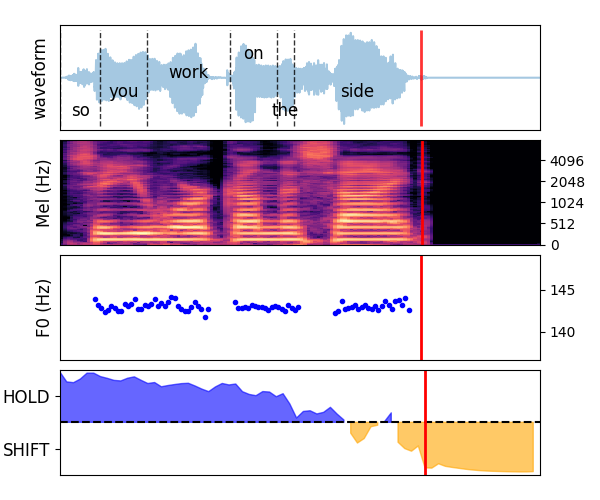 waveform
so
you
work
on
the
side
Mel (Hz)
4096
2048
1024
512
0
F0 (Hz)
145
140
HOLD
SHIFT